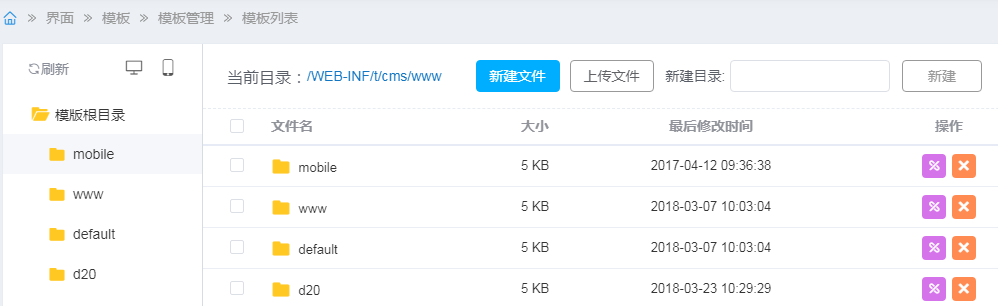 界面 » 模板 » 模板管理 » 模板列表
刷新
模版根目录
mobile
www
default
d20
当前目录：/WEB-INF/t/cms/www 新建文件 上传文件 新建目录: 新建
文件名 大小 最后修改时间 操作
mobile 5 KB 2017-04-12 09:36:38
www 5 KB 2018-03-07 10:03:04
default 5 KB 2018-03-07 10:03:04
d20 5 KB 2018-03-23 10:29:29